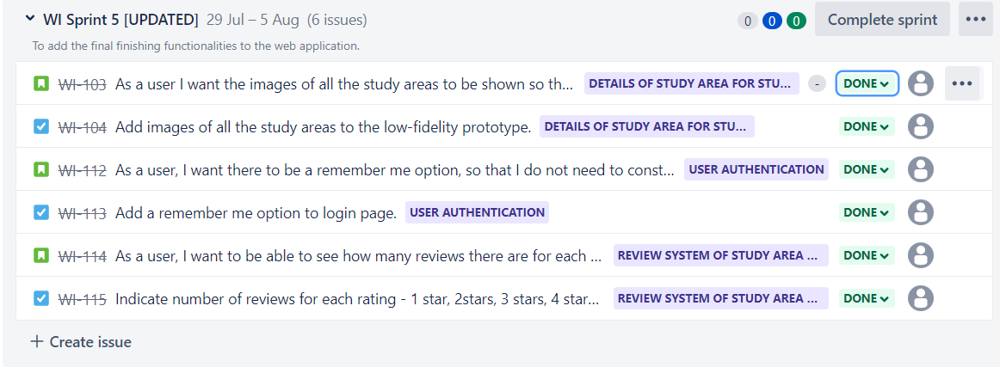 WI Sprint 5 [UPDATED] 29 Jul – 5 Aug (6 issues) 0 0 0 Complete sprint
To add the final finishing functionalities to the web application.
WI-103 As a user I want the images of all the study areas to be shown so th... DETAILS OF STUDY AREA FOR STU... - DONE
WI-104 Add images of all the study areas to the low-fidelity prototype. DETAILS OF STUDY AREA FOR STU... DONE
WI-112 As a user, I want there to be a remember me option, so that I do not need to const... USER AUTHENTICATION DONE
WI-113 Add a remember me option to login page. USER AUTHENTICATION DONE
WI-114 As a user, I want to be able to see how many reviews there are for each ... REVIEW SYSTEM OF STUDY AREA ... DONE
WI-115 Indicate number of reviews for each rating - 1 star, 2stars, 3 stars, 4 star... REVIEW SYSTEM OF STUDY AREA ... DONE
+ Create issue